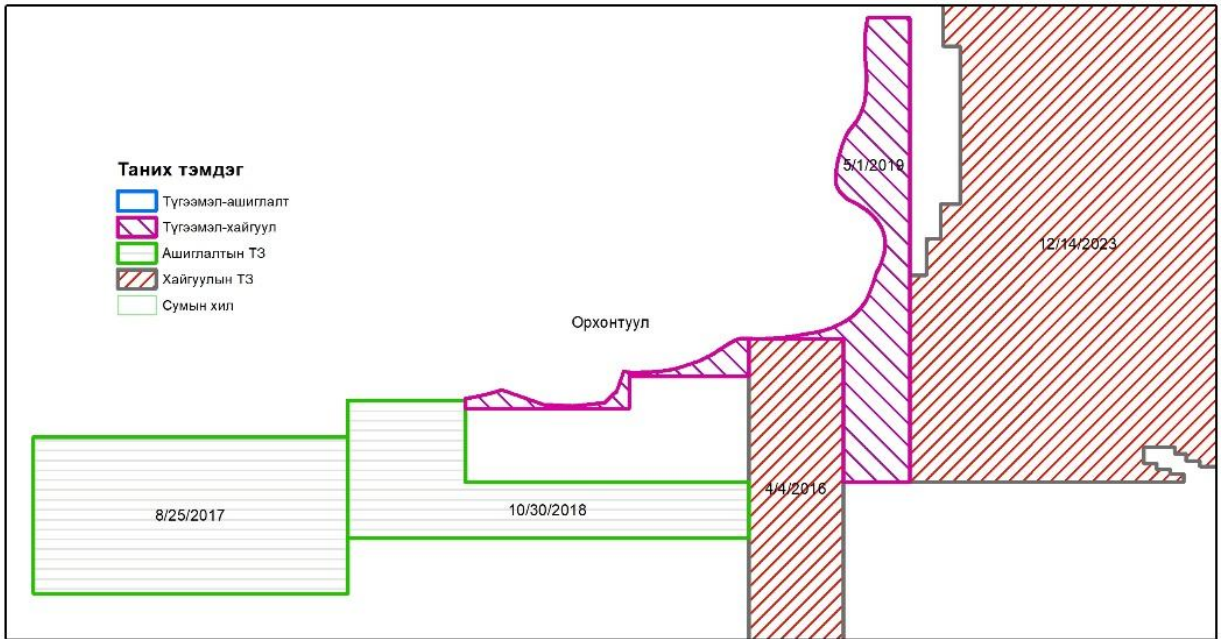 Таних тэмдэг
Түгээмэл-ашиглалт
Түгээмэл-хайгуул
Ашиглалтын ТЗ
Хайгуулын ТЗ
Сумын хил
5/1/2019
12/14/2023
Орхонтуул
4/4/2016
8/25/2017
10/30/2018